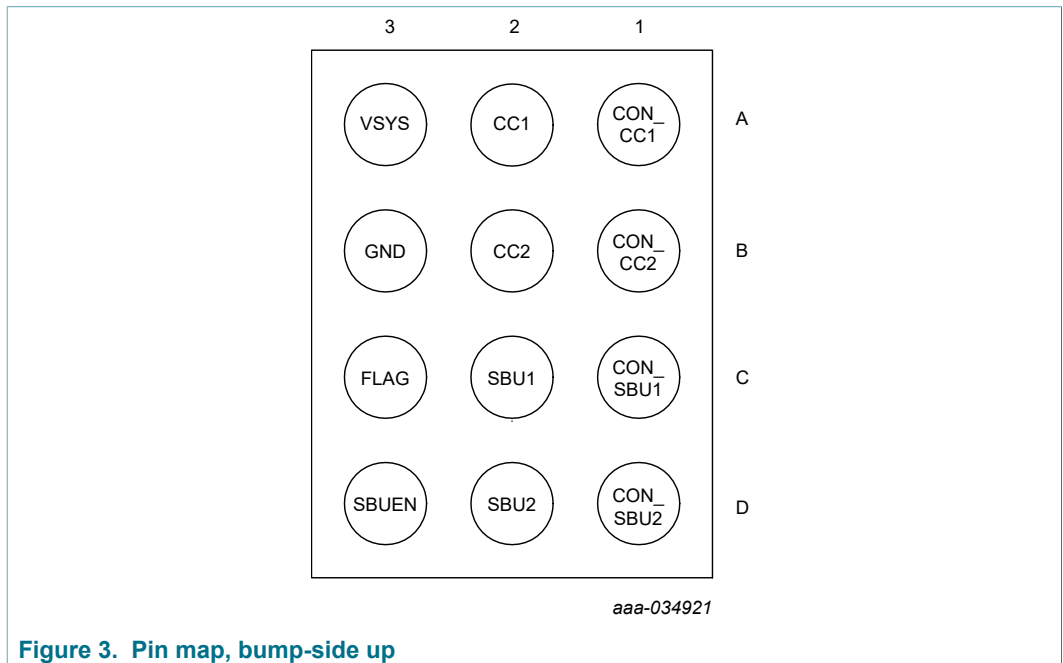 3 2 1
VSYS CC1 CON_
CC1 A
GND CC2 CON_
CC2 B
FLAG SBU1 CON_
SBU1 C
SBUEN SBU2 CON_
SBU2 D
aaa-034921
Figure 3. Pin map, bump-side up